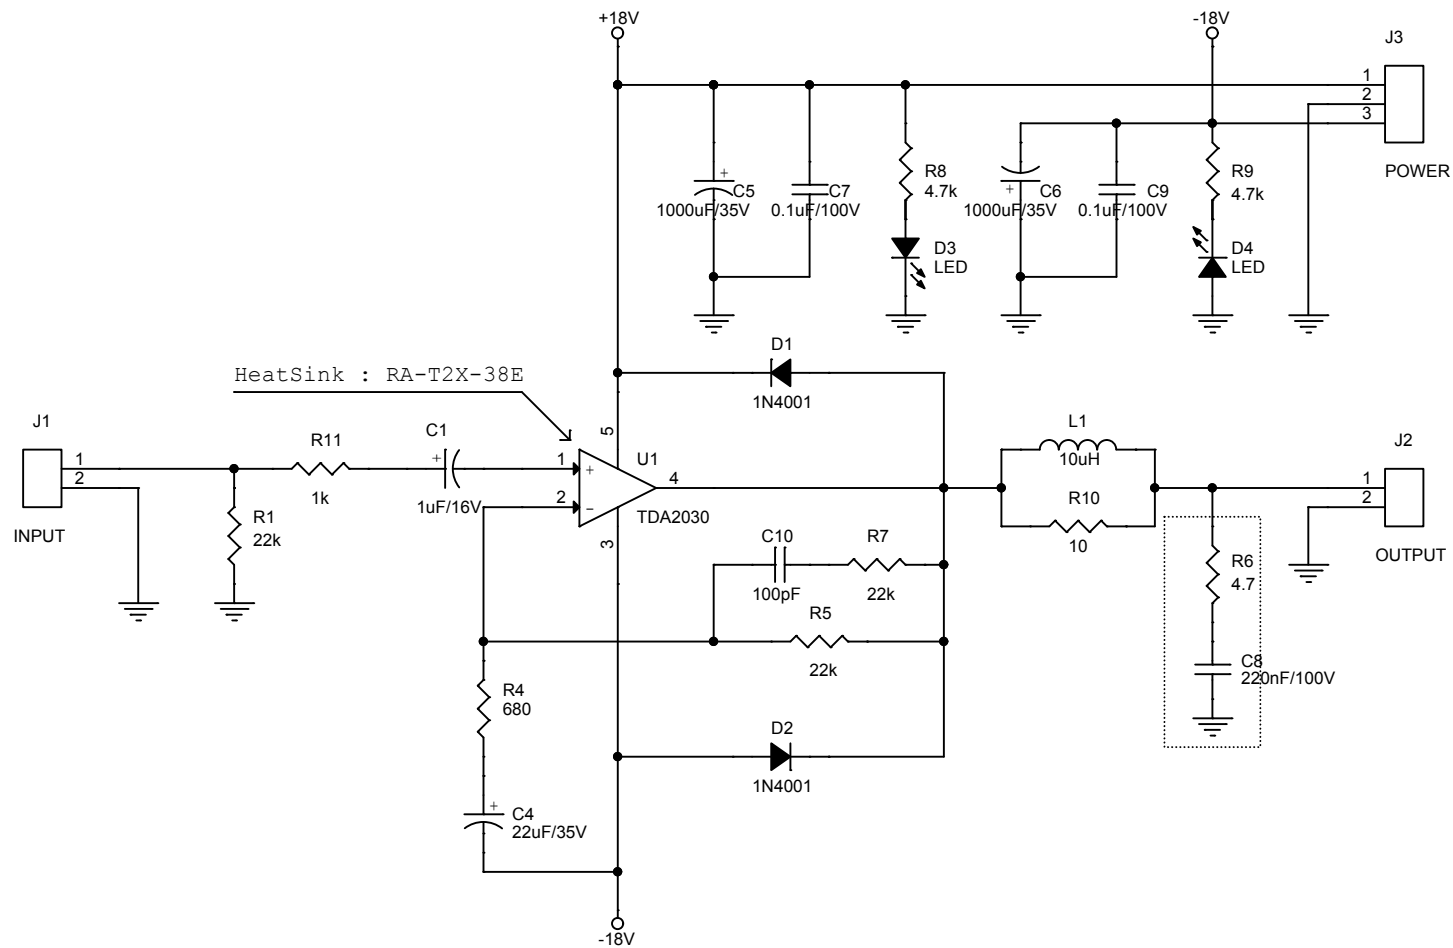 +18V
-18V
J3
1
2
3
POWER
R8
4.7k
R9
4.7k
+
C5
1000uF/35V
C7
0.1uF/100V
+
C6
1000uF/35V
C9
0.1uF/100V
D3
LED
D4
LED
D1
1N4001
HeatSink : RA-T2X-38E
J1
1
2
INPUT
R11
1k
C1
+
1uF/16V
R1
22k
5
1
2
+
-
U1
4
TDA2030
3
L1
10uH
R10
10
J2
1
2
OUTPUT
C10
100pF
R7
22k
R5
22k
R6
4.7
C8
220nF/100V
R4
680
D2
1N4001
+
C4
22uF/35V
-18V